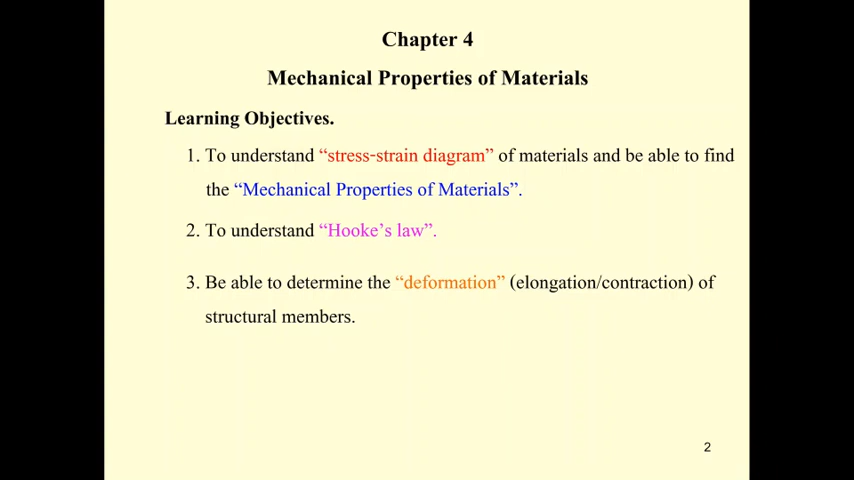 Chapter 4
Mechanical Properties of Materials
Learning Objectives.
1. To understand “stress-strain diagram” of materials and be able to find
the “Mechanical Properties of Materials”.
2. To understand “Hooke’s law”.
3. Be able to determine the “deformation” (elongation/contraction) of
structural members.
2